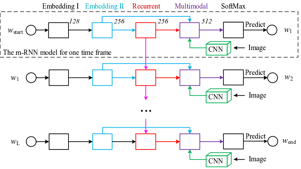 Embedding I Embedding II Recurrent Multimodal SoftMax
128 256 256 512 Predict
w_start w_1
CNN Image
The m-RNN model for one time frame
Predict
w_1 w_2
CNN Image
...
Predict
w_L w_end
CNN Image